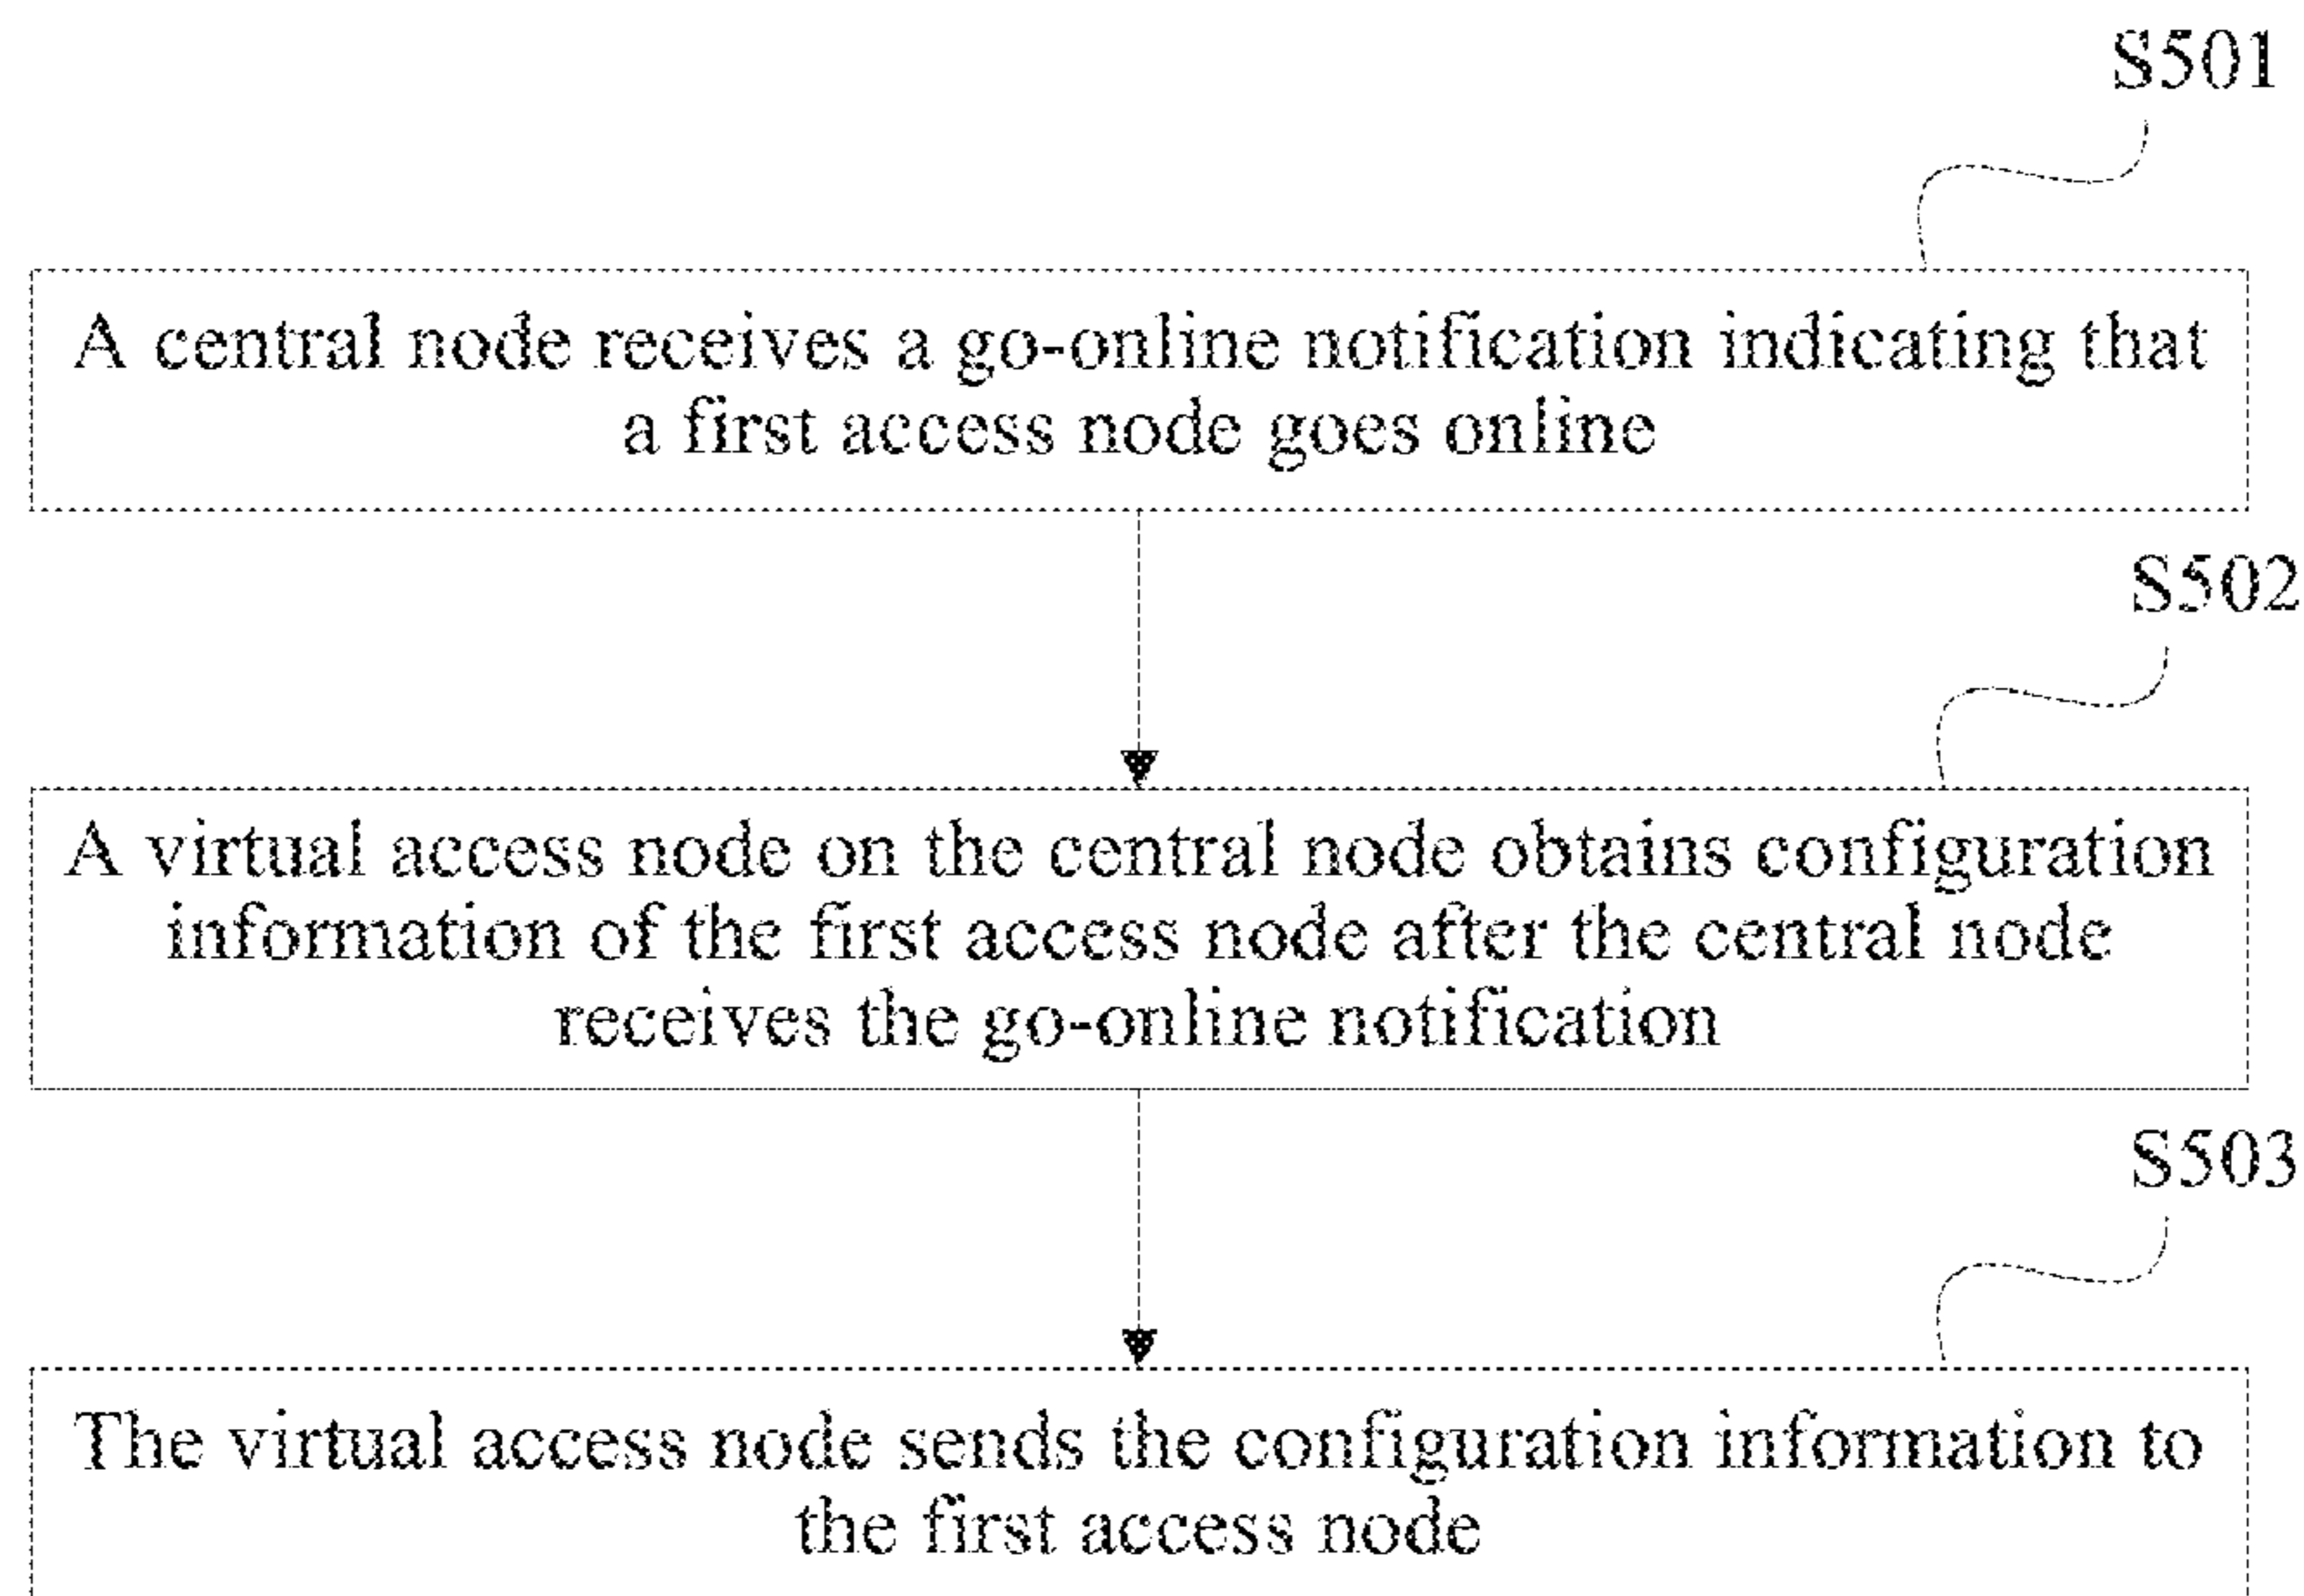 S501
A central node receives a go-online notification indicating that
a first access node goes online
S502
A virtual access node on the central node obtains configuration
information of the first access node after the central node
receives the go-online notification
S503
The virtual access node sends the configuration information to
the first access node